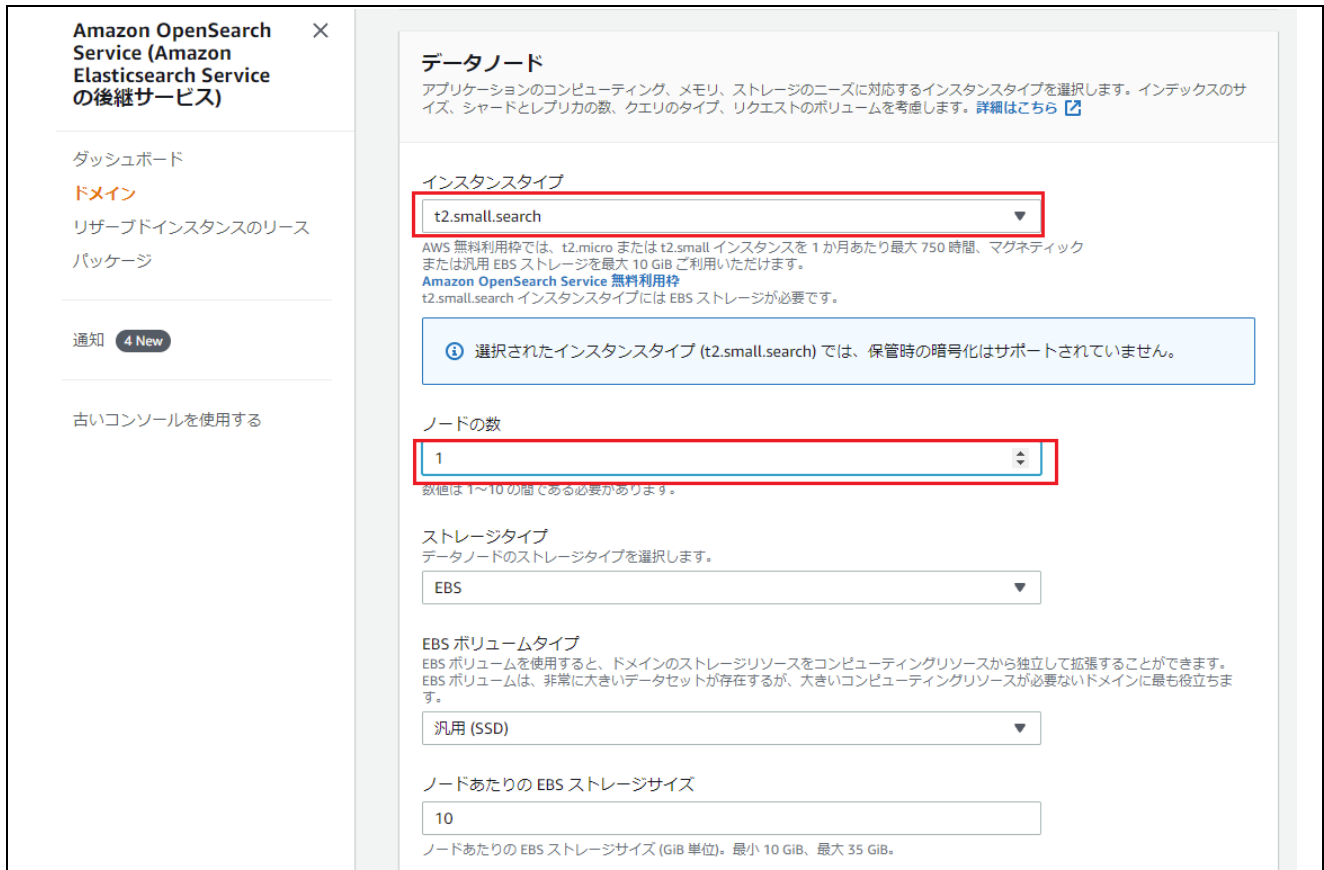 Amazon OpenSearch
Service (Amazon
Elasticsearch Service
の後継サービス)
ダッシュボード
ドメイン
リザーブドインスタンスのリース
パッケージ
通知 4 New
古いコンソールを使用する
データノード
アプリケーションのコンピューティング、メモリ、ストレージのニーズに対応するインスタンスタイプを選択します。インデックスのサ
イズ、シャードとレプリカの数、クエリのタイプ、リクエストのボリュームを考慮します。詳細はこちら
インスタンスタイプ
t2.small.search
AWS 無料利用枠では、t2.micro または t2.small インスタンスを 1 か月あたり最大 750 時間、マグネティック
または汎用 EBS ストレージを最大 10 GiB ご利用いただけます。
Amazon OpenSearch Service 無料利用枠
t2.small.search インスタンスタイプには EBS ストレージが必要です。
選択されたインスタンスタイプ (t2.small.search) では、保管時の暗号化はサポートされていません。
ノードの数
1
数値は 1～10 の間である必要があります。
ストレージタイプ
データノードのストレージタイプを選択します。
EBS
EBS ボリュームタイプ
EBS ボリュームを使用すると、ドメインのストレージリソースをコンピューティングリソースから独立して拡張することができます。
EBS ボリュームは、非常に大きいデータセットが存在するが、大きいコンピューティングリソースが必要ないドメインに最も役立ちま
す。
汎用 (SSD)
ノードあたりの EBS ストレージサイズ
10
ノードあたりの EBS ストレージサイズ (GiB 単位)。最小 10 GiB、最大 35 GiB。